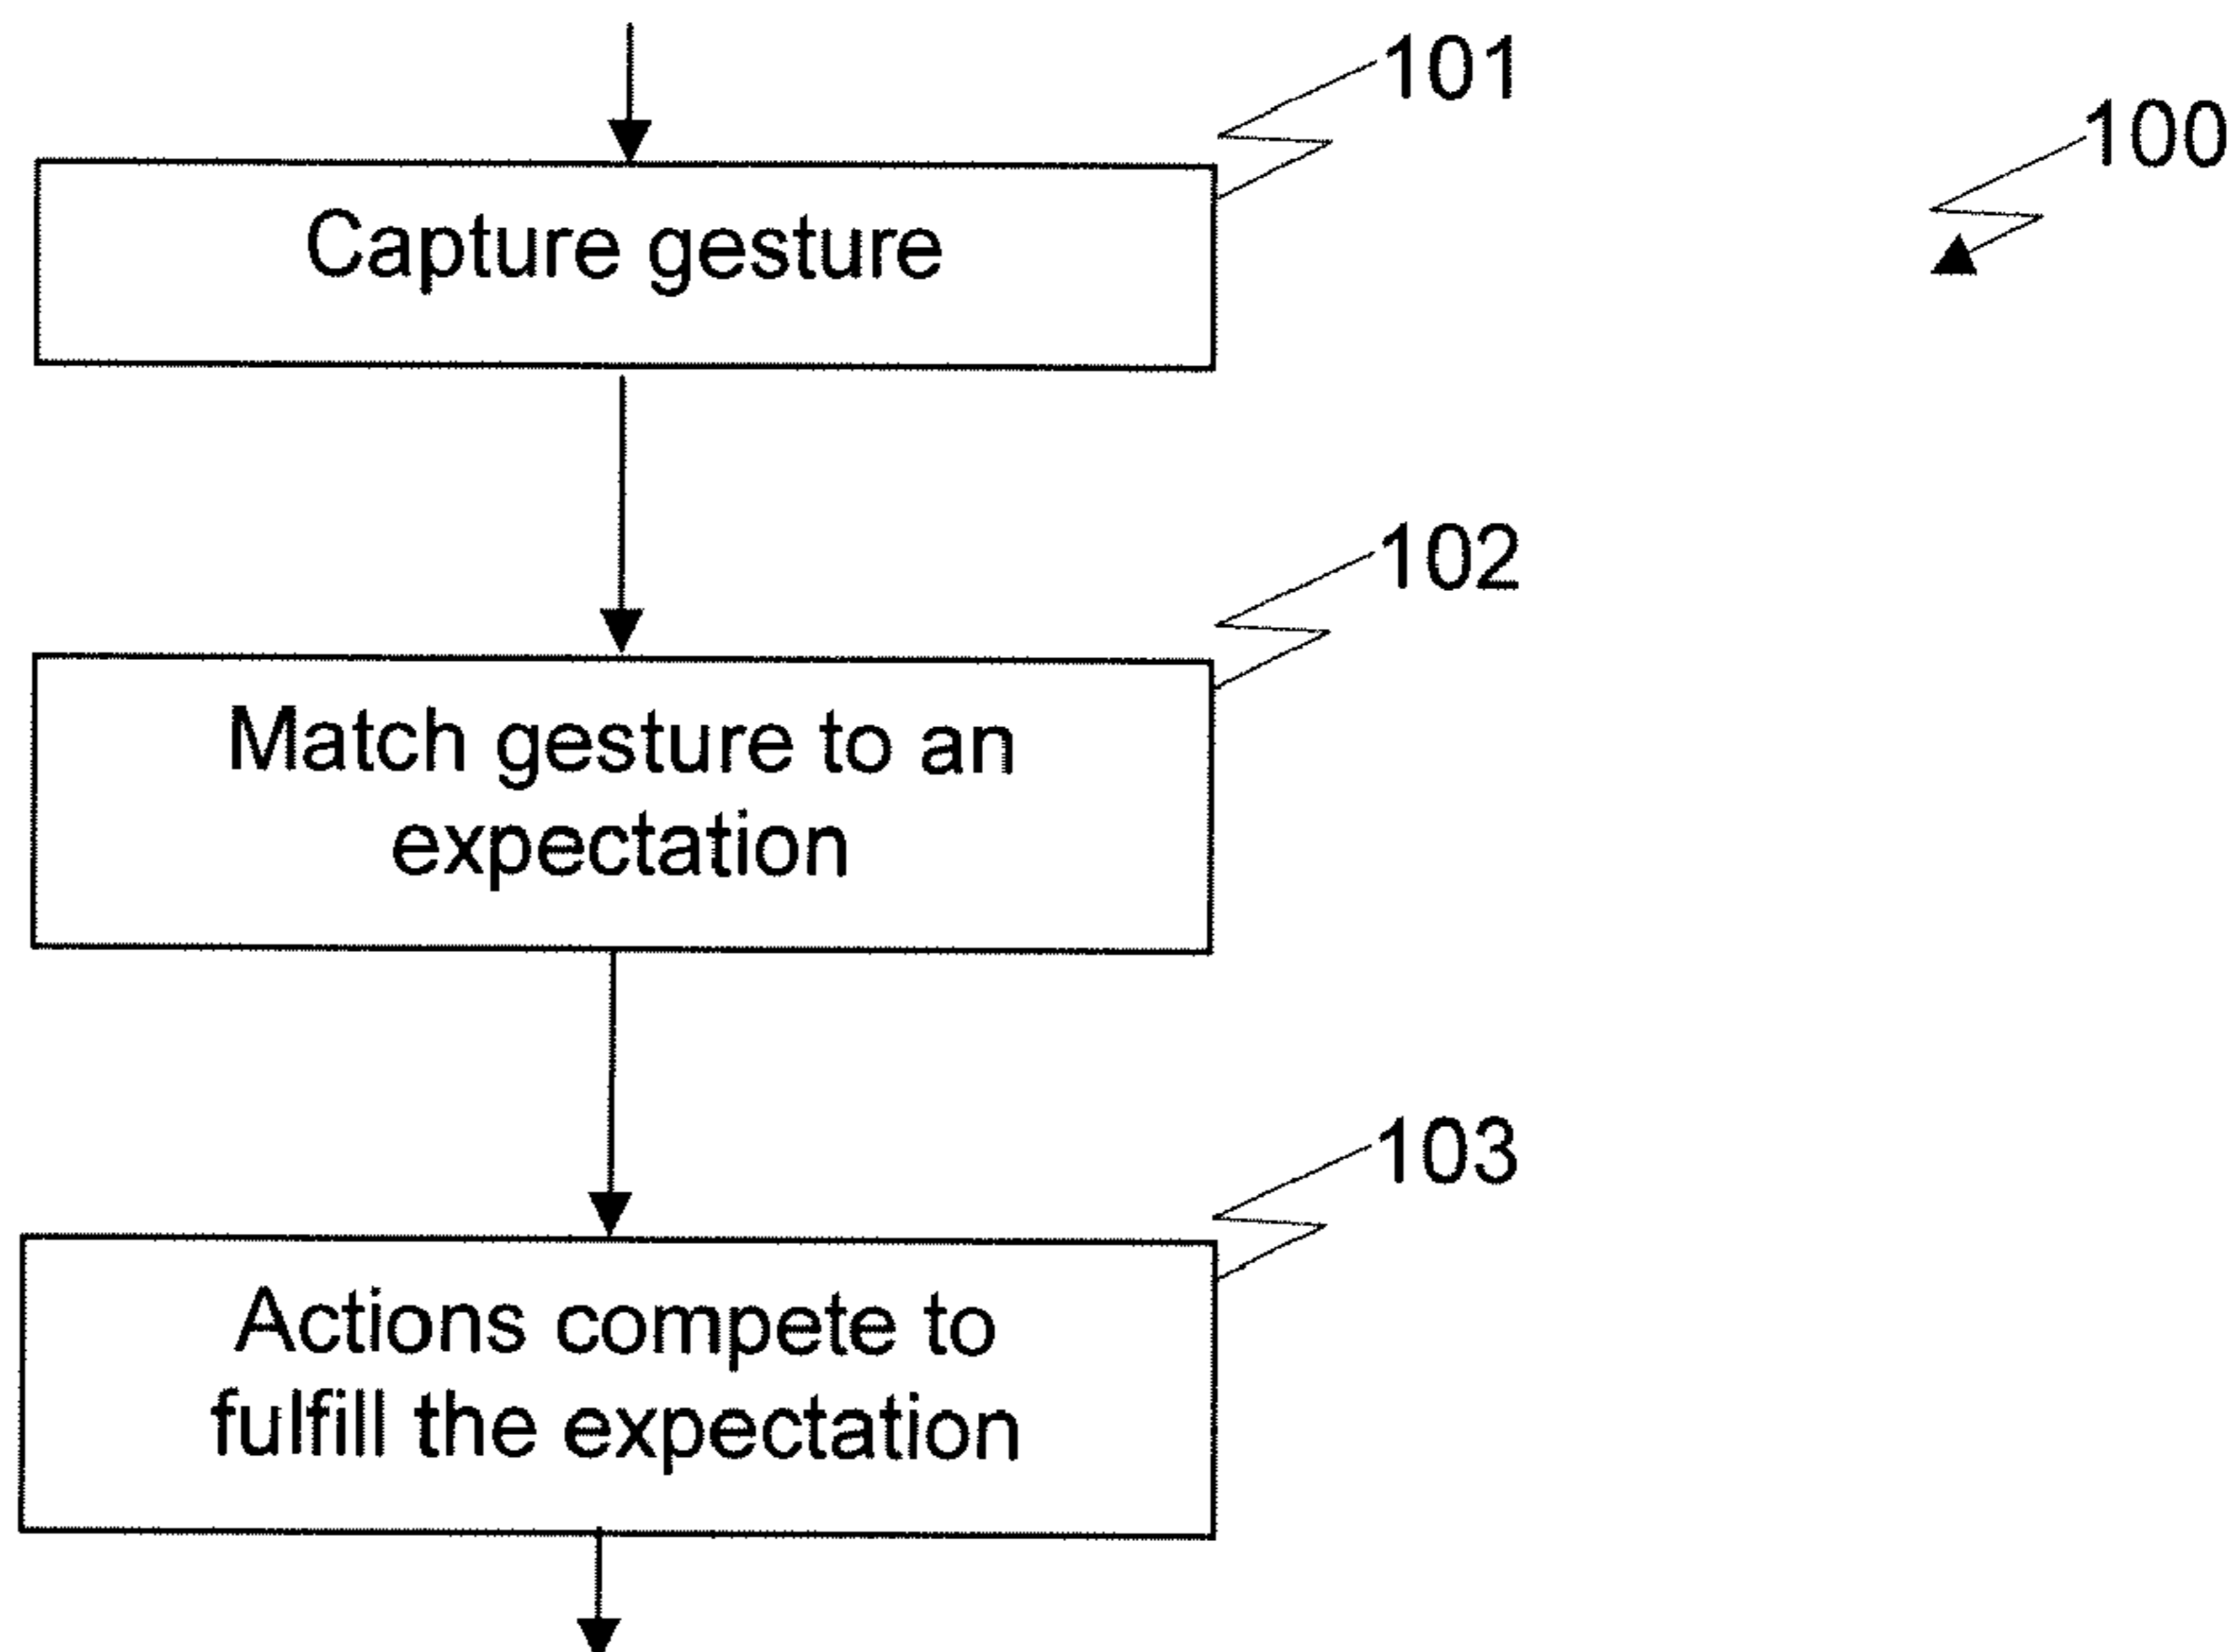 101
100
Capture gesture
102
Match gesture to an
expectation
103
Actions compete to
fulfill the expectation